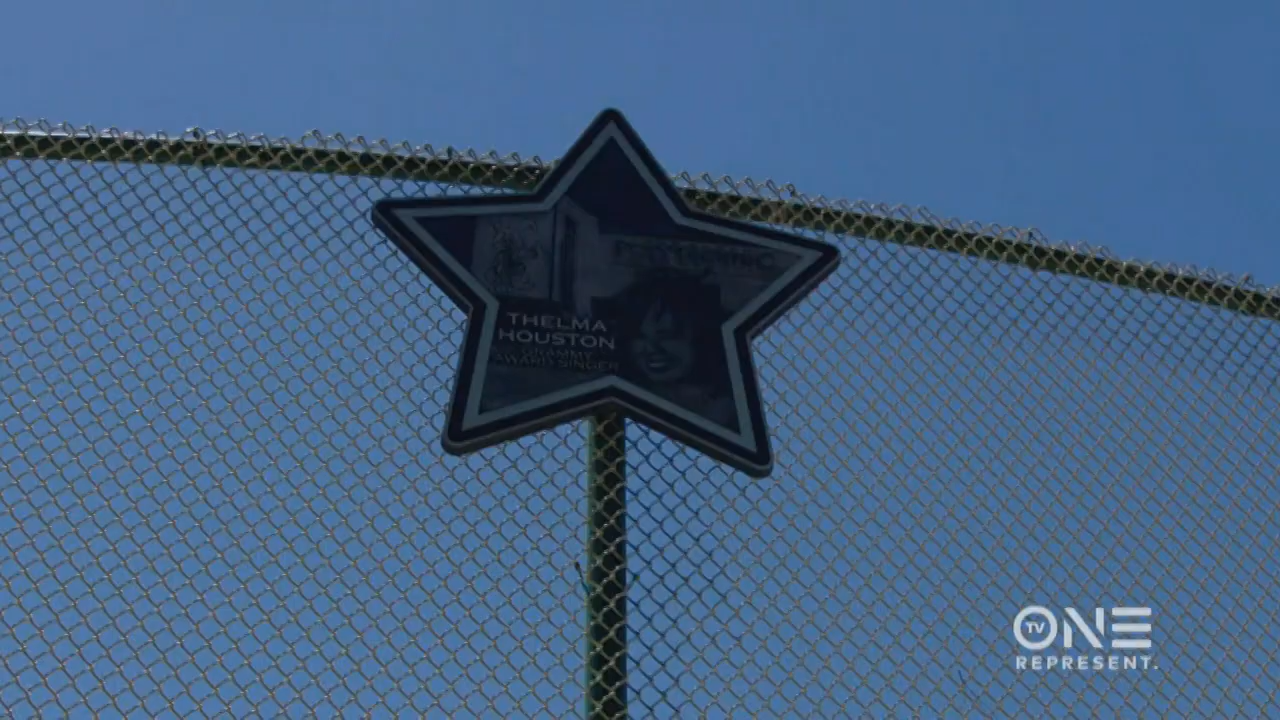 THELMA
HOUSTON
GRAMMY
AWARD SINGER
TV ONE
REPRESENT.